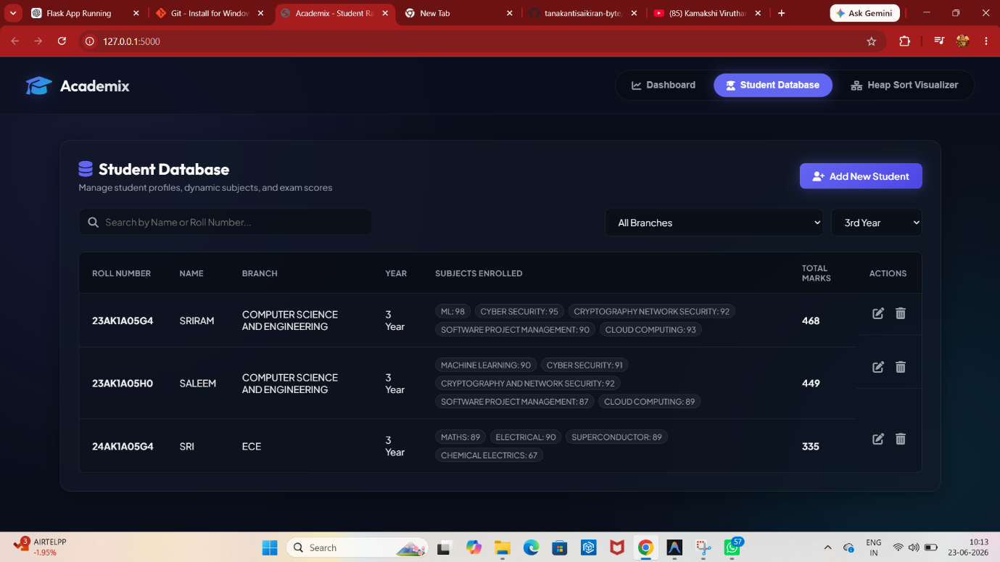 Flask App Running
Git - Install for Window
Academix - Student Ra
New Tab
tanakantisaikiran-byte/
(85) Kamakshi Viruthan
Ask Gemini
127.0.0.1:5000
Academix
Dashboard
Student Database
Heap Sort Visualizer
Student Database
Manage student profiles, dynamic subjects, and exam scores
Add New Student
Search by Name or Roll Number...
All Branches
3rd Year
ROLL NUMBER NAME BRANCH YEAR SUBJECTS ENROLLED TOTAL MARKS ACTIONS
23AK1A05G4 SRIRAM COMPUTER SCIENCE AND ENGINEERING 3 Year
ML: 98 CYBER SECURITY: 95 CRYPTOGRAPHY NETWORK SECURITY: 92
SOFTWARE PROJECT MANAGEMENT: 90 CLOUD COMPUTING: 93
468
23AK1A05H0 SALEEM COMPUTER SCIENCE AND ENGINEERING 3 Year
MACHINE LEARNING: 90 CYBER SECURITY: 91
CRYPTOGRAPHY AND NETWORK SECURITY: 92
SOFTWARE PROJECT MANAGEMENT: 87 CLOUD COMPUTING: 89
449
24AK1A05G4 SRI ECE 3 Year
MATHS: 89 ELECTRICAL: 90 SUPERCONDUCTOR: 89
CHEMICAL ELECTRICS: 67
335
3
AIRTELPP
-1.95%
Search
57
ENG
IN
10:13
23-06-2026